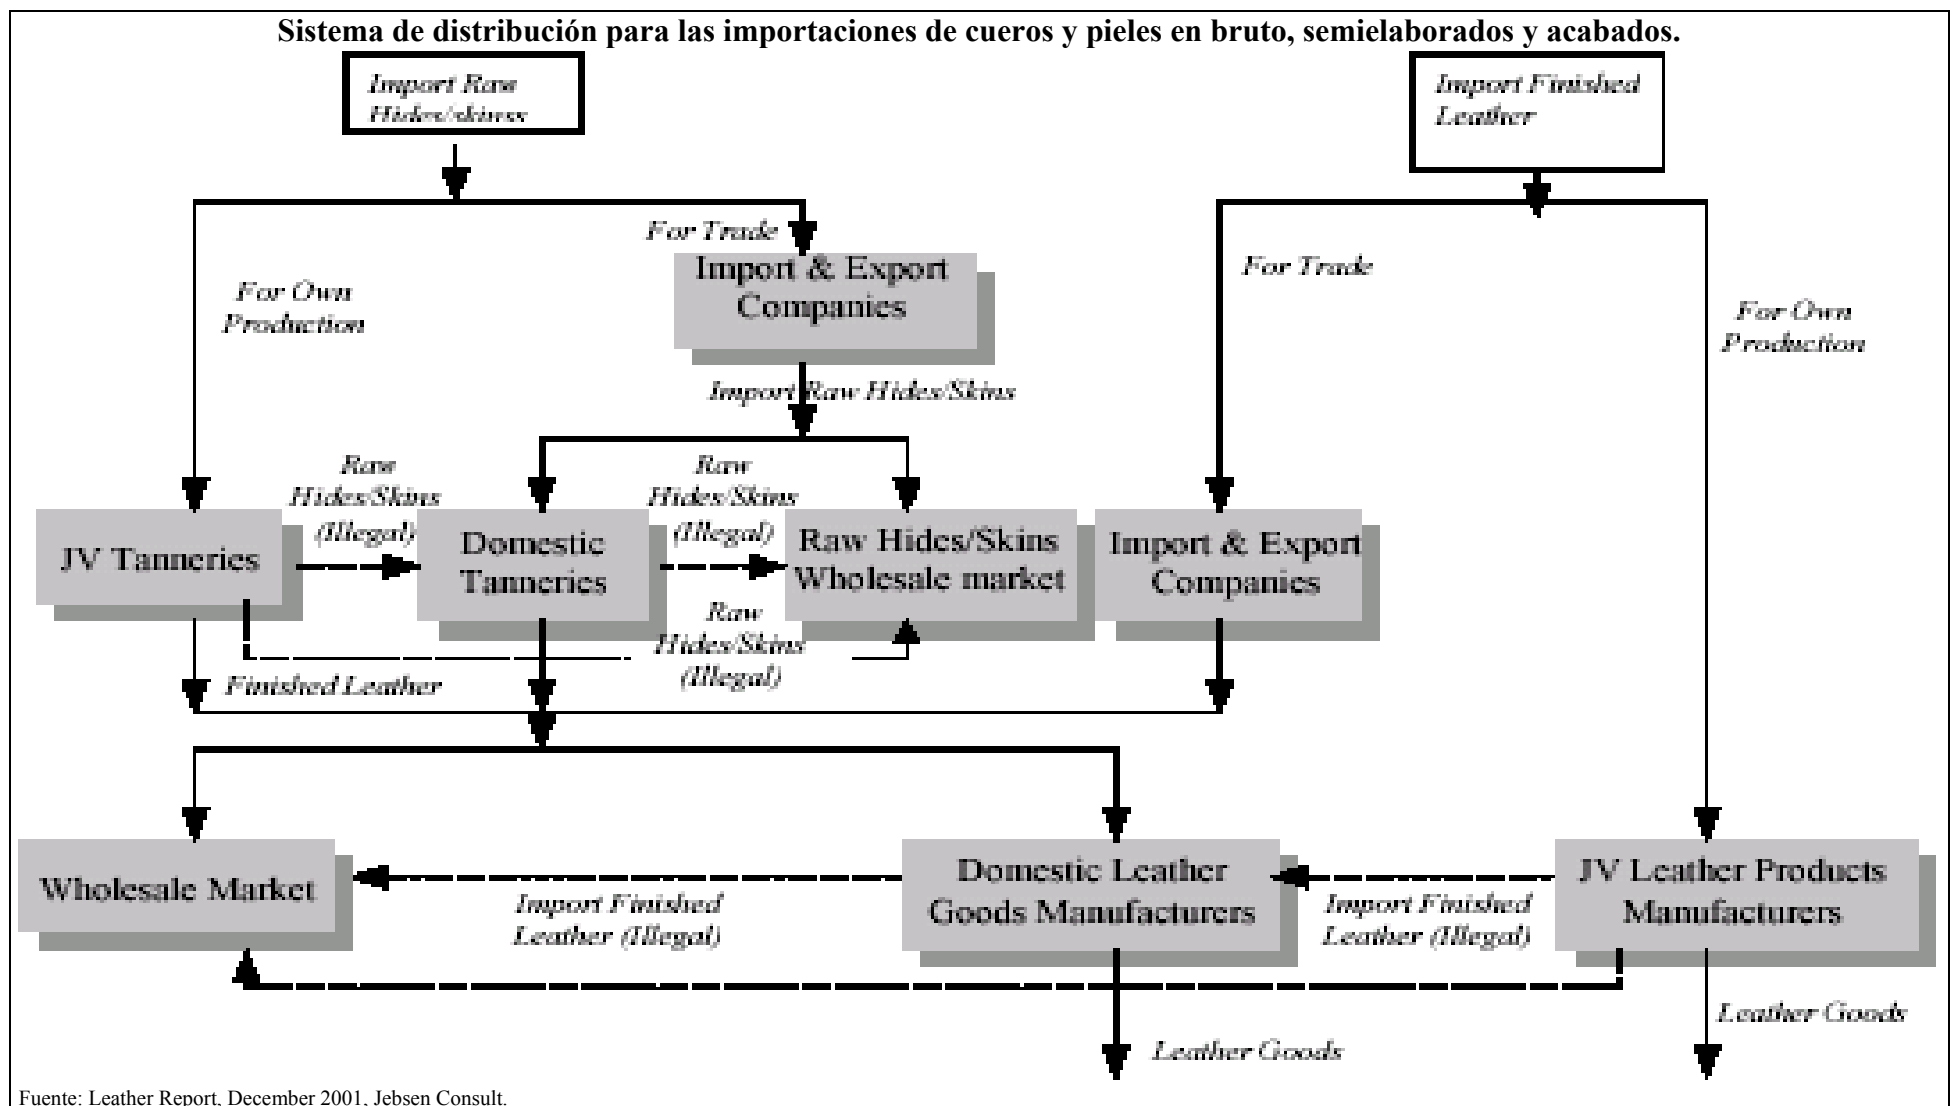 Sistema de distribución para las importaciones de cueros y pieles en bruto, semielaborados y acabados.
Import Raw
Hides/skinss
Import Finished
Leather
For Trade
Import & Export
Companies
For Own
Production
For Trade
For Own
Production
Import Raw Hides/Skins
Raw
Hides/Skins
(Illegal)
Raw
Hides/Skins
(Illegal)
JV Tanneries
Domestic
Tanneries
Raw Hides/Skins
Wholesale market
Import & Export
Companies
Raw
Hides/Skins
(Illegal)
Finished Leather
Wholesale Market
Import Finished
Leather (Illegal)
Domestic Leather
Goods Manufacturers
Import Finished
Leather (Illegal)
JV Leather Products
Manufacturers
Leather Goods
Leather Goods
Fuente: Leather Report, December 2001, Jebsen Consult.